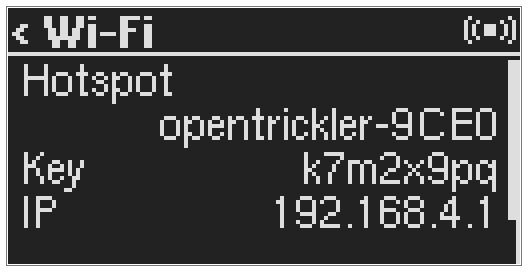 < Wi-Fi
Hotspot
opentrickler-9CE0
Key k7m2x9pq
IP 192.168.4.1